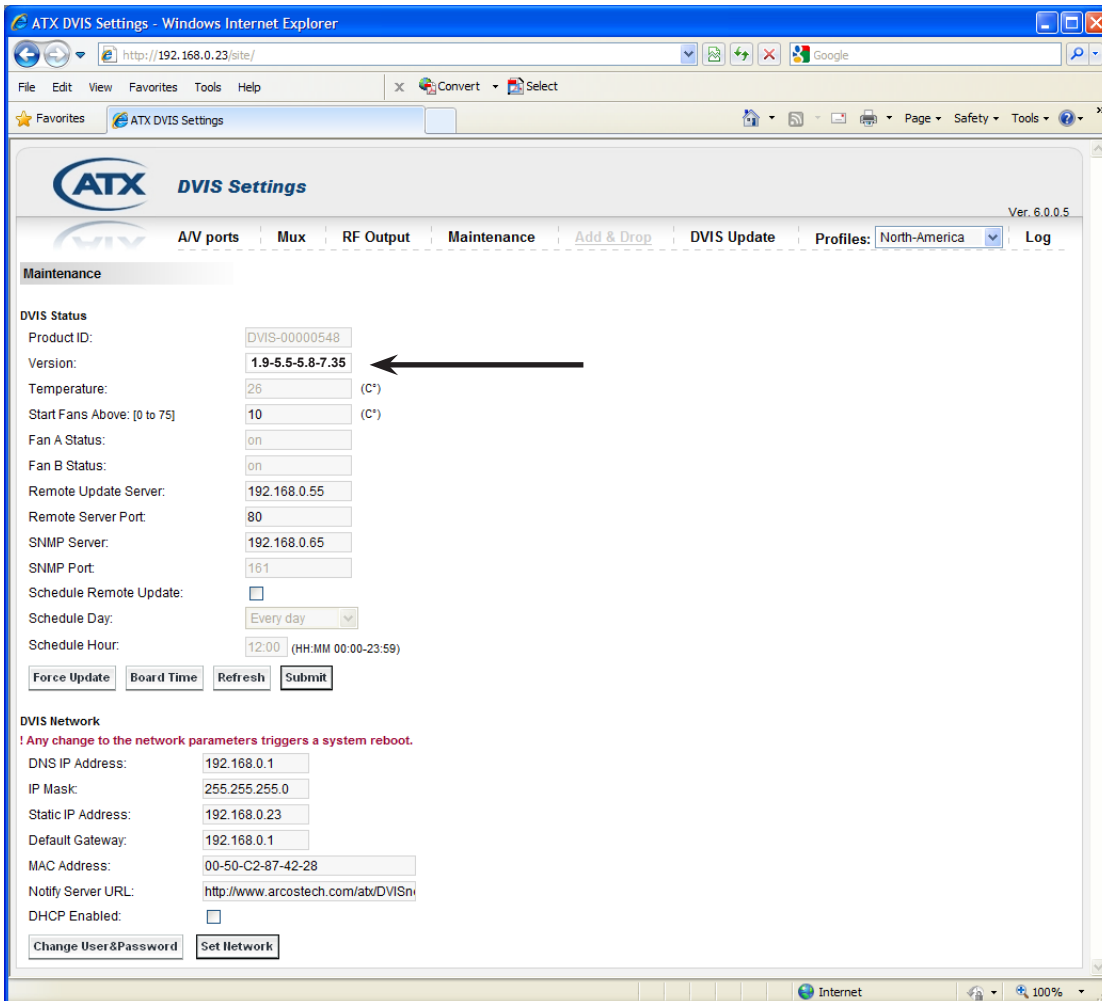 ATX DVIS Settings - Windows Internet Explorer
http://192.168.0.23/site/ Google
File Edit View Favorites Tools Help x Convert Select
Favorites ATX DVIS Settings Page Safety Tools
ATX DVIS Settings
Ver. 6.0.0.5
A/V ports Mux RF Output Maintenance Add & Drop DVIS Update Profiles: North-America Log
Maintenance
DVIS Status
Product ID: DVIS-00000548
Version: 1.9-5.5-5.8-7.35
Temperature: 26 (C°)
Start Fans Above: [0 to 75] 10 (C°)
Fan A Status: on
Fan B Status: on
Remote Update Server: 192.168.0.55
Remote Server Port: 80
SNMP Server: 192.168.0.65
SNMP Port: 161
Schedule Remote Update:
Schedule Day: Every day
Schedule Hour: 12:00 (HH:MM 00:00-23:59)
Force Update Board Time Refresh Submit
DVIS Network
! Any change to the network parameters triggers a system reboot.
DNS IP Address: 192.168.0.1
IP Mask: 255.255.255.0
Static IP Address: 192.168.0.23
Default Gateway: 192.168.0.1
MAC Address: 00-50-C2-87-42-28
Notify Server URL: http://www.arcostech.com/atx/DVISn
DHCP Enabled:
Change User&Password Set Network
Internet 100%